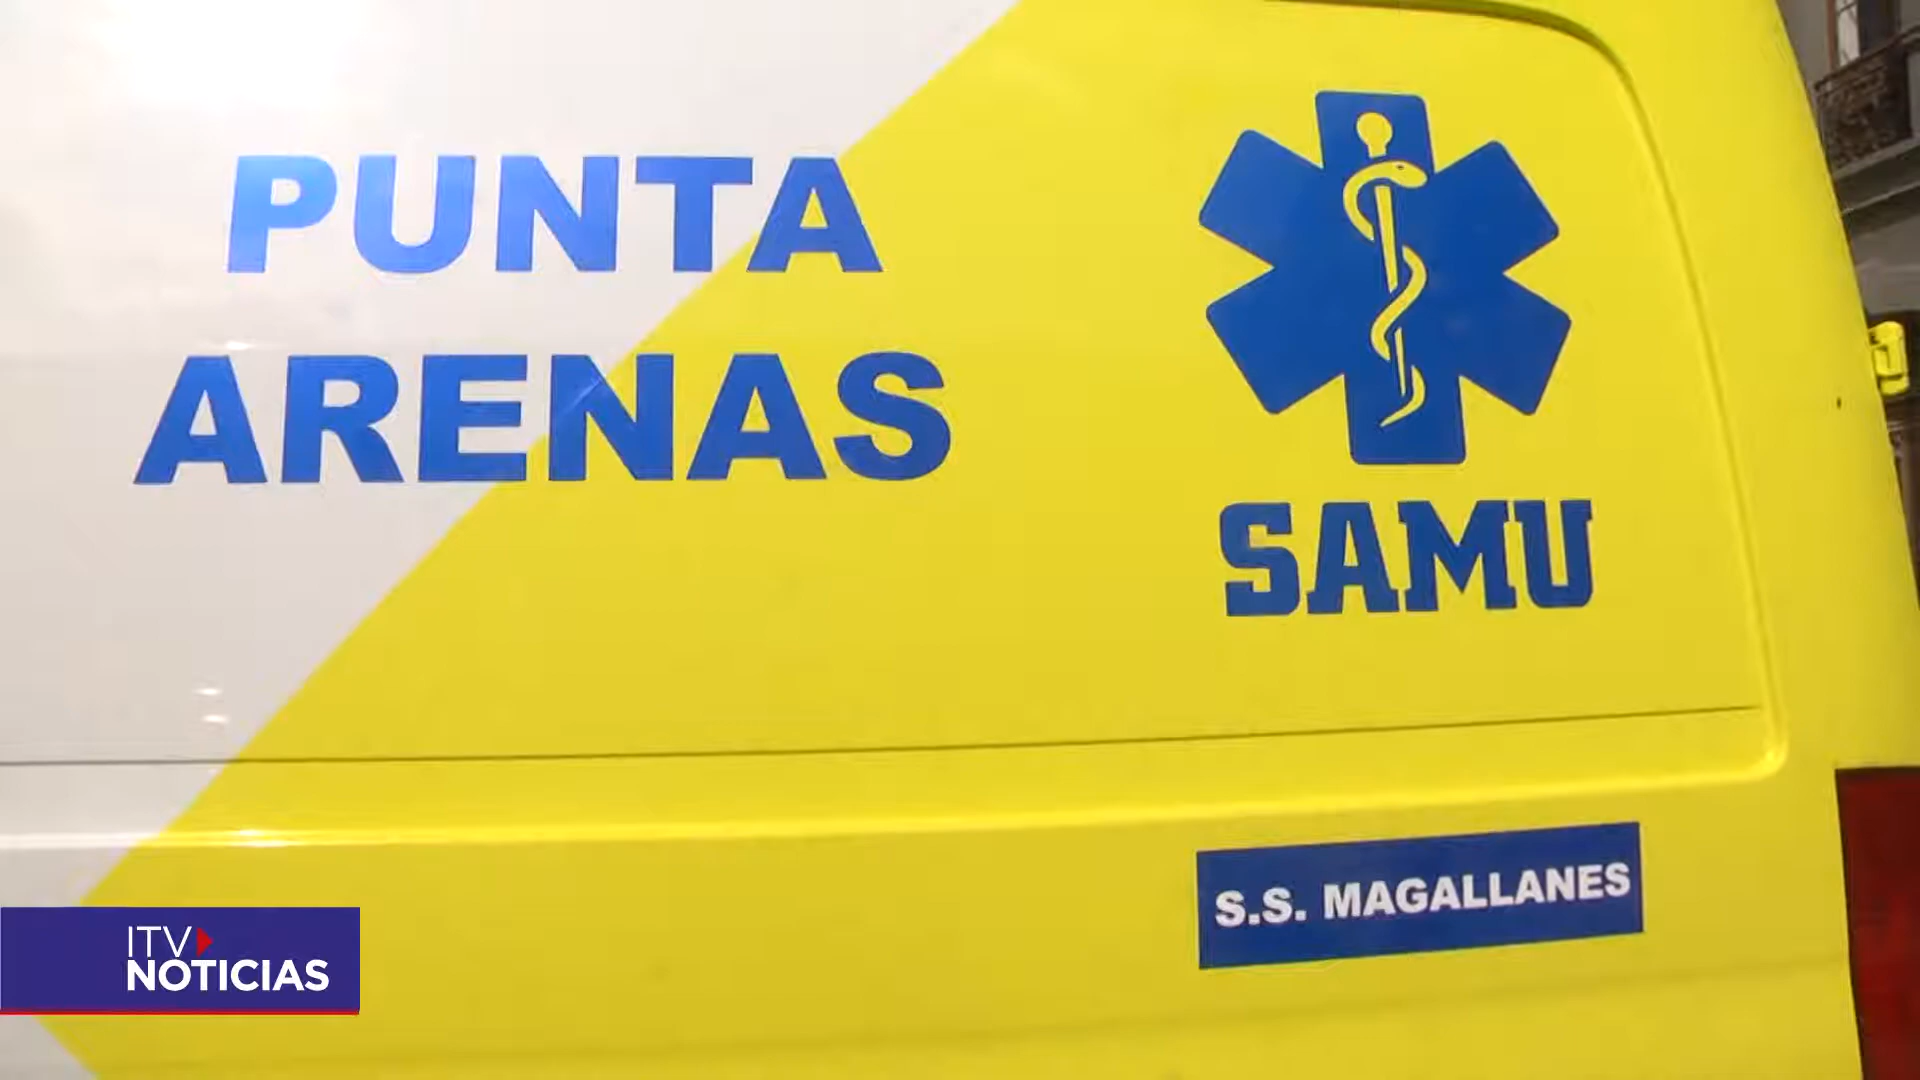 PUNTA
ARENAS
SAMU
S.S. MAGALLANES
ITV
NOTICIAS